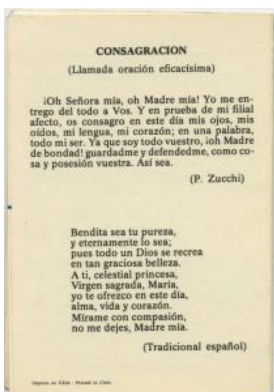 CONSAGRACION
(Llamada oración eficacísima)
¡Oh Señora mía, oh Madre mía! Yo me en-
trego del todo a Vos. Y en prueba de mi filial
afecto, os consagro en este día mis ojos, mis
oídos, mi lengua, mi corazón; en una palabra,
todo mi ser. Ya que soy todo vuestro, ¡oh Madre
de bondad! guardadme y defendedme, como co-
sa y posesión vuestra. Así sea.
(P. Zucchi)
Bendita sea tu pureza,
y eternamente lo sea;
pues todo un Dios se recrea
en tan graciosa belleza.
A ti, celestial princesa,
Virgen sagrada, María,
yo te ofrezco en este día,
alma, vida y corazón.
Mírame con compasión,
no me dejes, Madre mía.
(Tradicional español)
Impreso en Chile - Printed in Chile